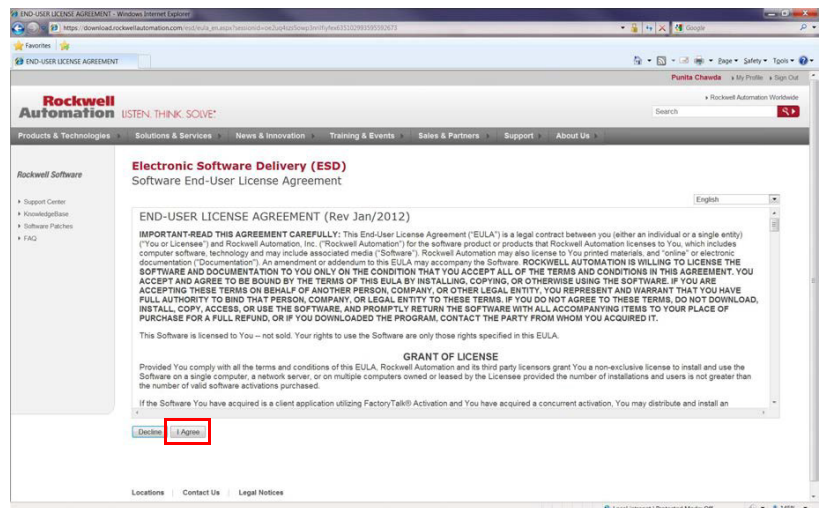 END-USER LICENSE AGREEMENT - Windows Internet Explorer
Google
Favorites
END-USER LICENSE AGREEMENT
Page Safety Tools
Punita Chawda My Profile Sign Out
Rockwell Automation Worldwide
Rockwell
Automation LISTEN. THINK. SOLVE.®
Search
Products & Technologies Solutions & Services News & Innovation Training & Events Sales & Partners Support About Us
Rockwell Software
Support Center
KnowledgeBase
Software Patches
FAQ
Electronic Software Delivery (ESD)
Software End-User License Agreement
English
END-USER LICENSE AGREEMENT (Rev Jan/2012)
IMPORTANT-READ THIS AGREEMENT CAREFULLY: This End-User License Agreement ("EULA") is a legal contract between you (either an individual or a single entity)
("You or Licensee") and Rockwell Automation, Inc. ("Rockwell Automation") for the software product or products that Rockwell Automation licenses to You, which includes
computer software, technology and may include associated media ("Software"). Rockwell Automation may also license to You printed materials, and "online" or electronic
documentation ("Documentation"). An amendment or addendum to this EULA may accompany the Software. ROCKWELL AUTOMATION IS WILLING TO LICENSE THE
SOFTWARE AND DOCUMENTATION TO YOU ONLY ON THE CONDITION THAT YOU ACCEPT ALL OF THE TERMS AND CONDITIONS IN THIS AGREEMENT. YOU
ACCEPT AND AGREE TO BE BOUND BY THE TERMS OF THIS EULA BY INSTALLING, COPYING, OR OTHERWISE USING THE SOFTWARE. IF YOU ARE
ACCEPTING THESE TERMS ON BEHALF OF ANOTHER PERSON, COMPANY, OR OTHER LEGAL ENTITY, YOU REPRESENT AND WARRANT THAT YOU HAVE
FULL AUTHORITY TO BIND THAT PERSON, COMPANY, OR LEGAL ENTITY TO THESE TERMS. IF YOU DO NOT AGREE TO THESE TERMS, DO NOT DOWNLOAD,
INSTALL, COPY, ACCESS, OR USE THE SOFTWARE, AND PROMPTLY RETURN THE SOFTWARE WITH ALL ACCOMPANYING ITEMS TO YOUR PLACE OF
PURCHASE FOR A FULL REFUND, OR IF YOU DOWNLOADED THE PROGRAM, CONTACT THE PARTY FROM WHOM YOU ACQUIRED IT.
This Software is licensed to You – not sold. Your rights to use the Software are only those rights specified in this EULA.
GRANT OF LICENSE
Provided You comply with all the terms and conditions of this EULA, Rockwell Automation and its third party licensors grant You a non-exclusive license to install and use the
Software on a single computer, a network server, or on multiple computers owned or leased by the Licensee provided the number of installations and users is not greater than
the number of valid software activations purchased.
If the Software You have acquired is a client application utilizing FactoryTalk® Activation and You have acquired a concurrent activation, You may distribute and install an
Decline I Agree
Locations Contact Us Legal Notices